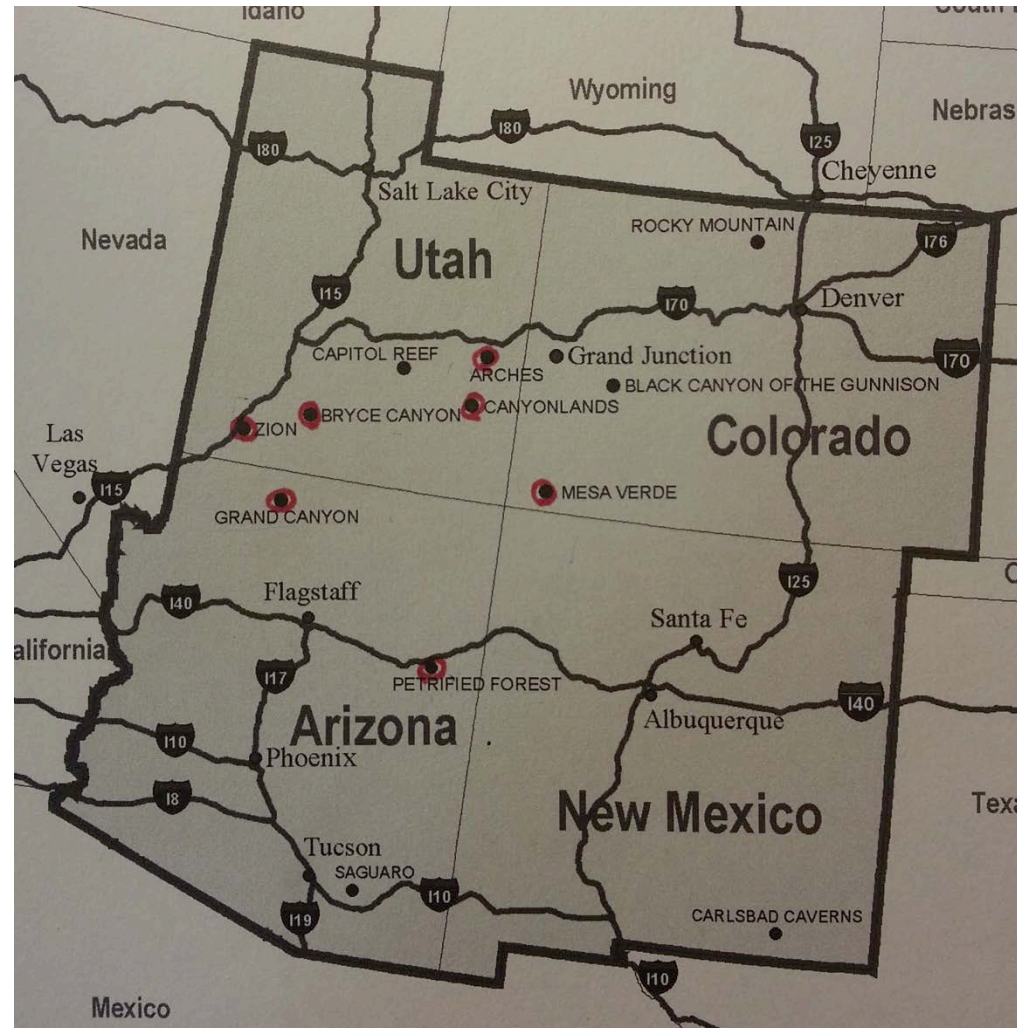 Idaho
Wyoming
Nebras
I80
I80
I25
Cheyenne
Salt Lake City
ROCKY MOUNTAIN
Nevada
Utah
I76
I15
I70
Denver
CAPITOL REEF
ARCHES
Grand Junction
I70
BLACK CANYON OF THE GUNNISON
BRYCE CANYON
CANYONLANDS
ZION
Colorado
Las
Vegas
I15
MESA VERDE
GRAND CANYON
I25
Flagstaff
I40
Santa Fe
alifornia
I17
PETRIFIED FOREST
I40
Albuquerque
Arizona
I10
Phoenix
I8
New Mexico
Texa
Tucson
SAGUARO
I10
I19
CARLSBAD CAVERNS
I10
Mexico